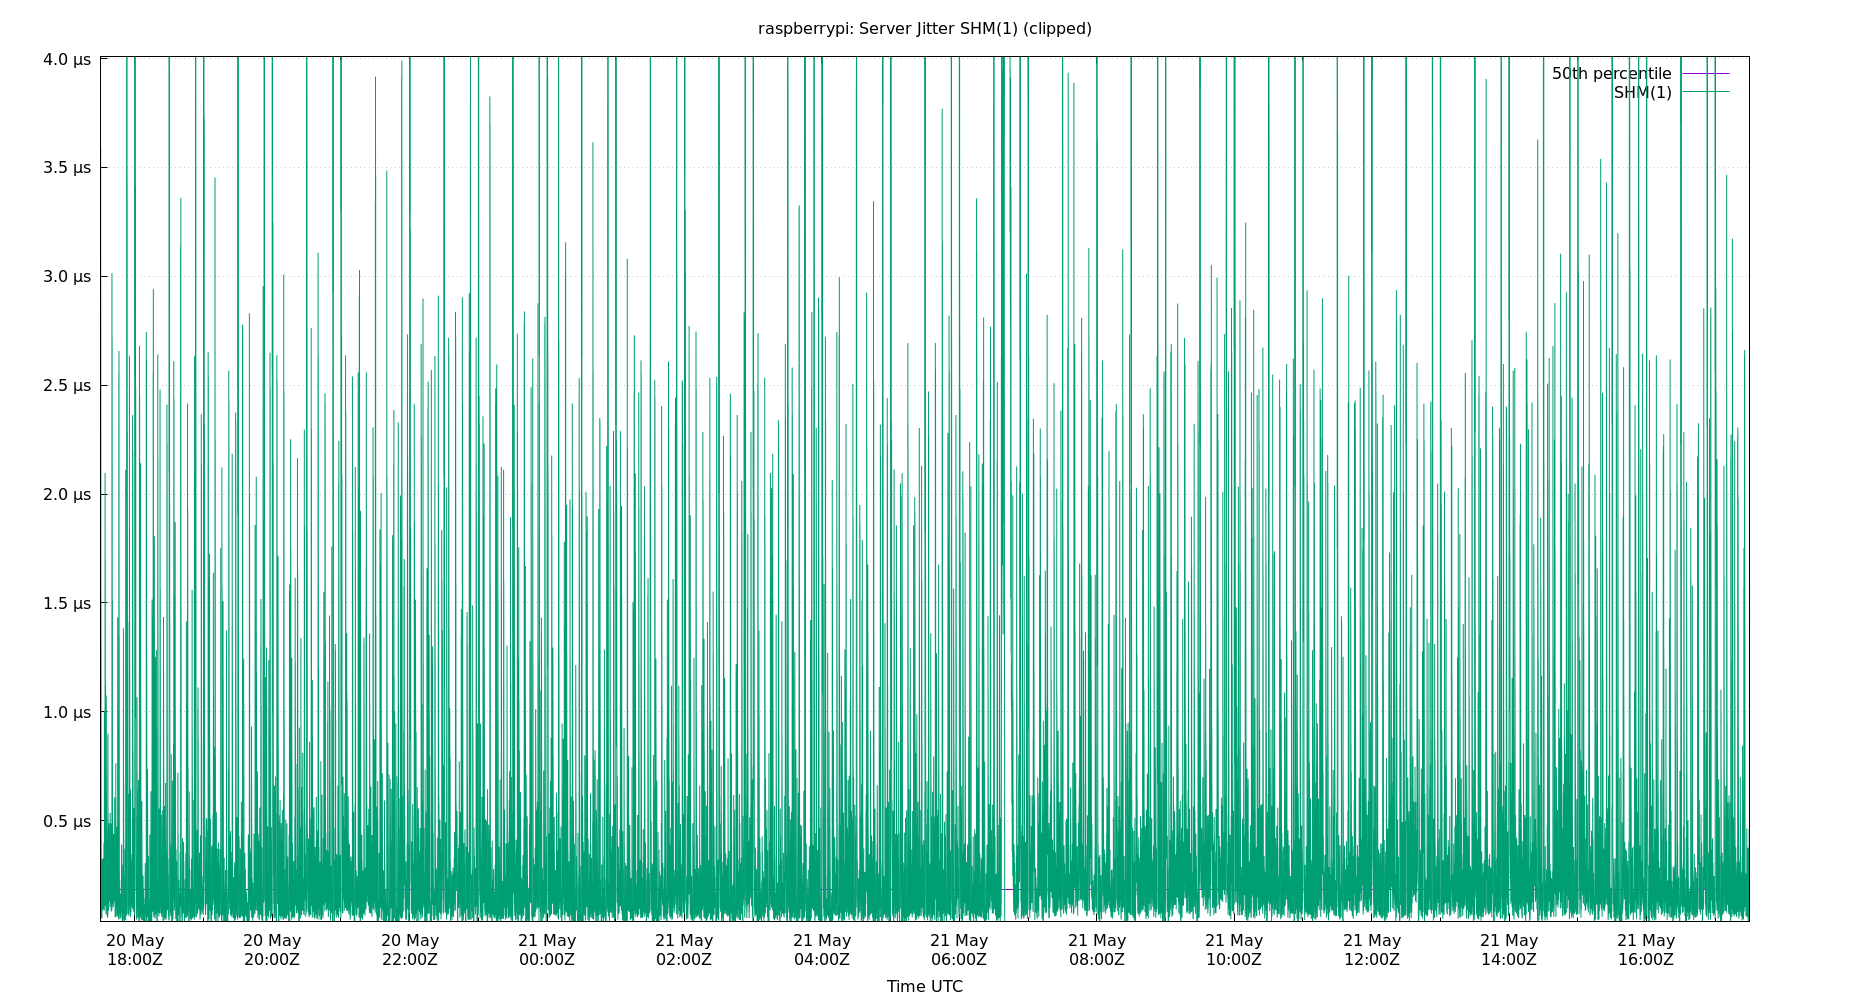 raspberrypi: Server Jitter SHM(1) (clipped)
4.0 µs
50th percentile
SHM(1)
3.5 µs
3.0 µs
2.5 µs
2.0 µs
1.5 µs
1.0 µs
0.5 µs
20 May 20 May 20 May 21 May 21 May 21 May 21 May 21 May 21 May 21 May 21 May 21 May
18:00Z 20:00Z 22:00Z 00:00Z 02:00Z 04:00Z 06:00Z 08:00Z 10:00Z 12:00Z 14:00Z 16:00Z
Time UTC